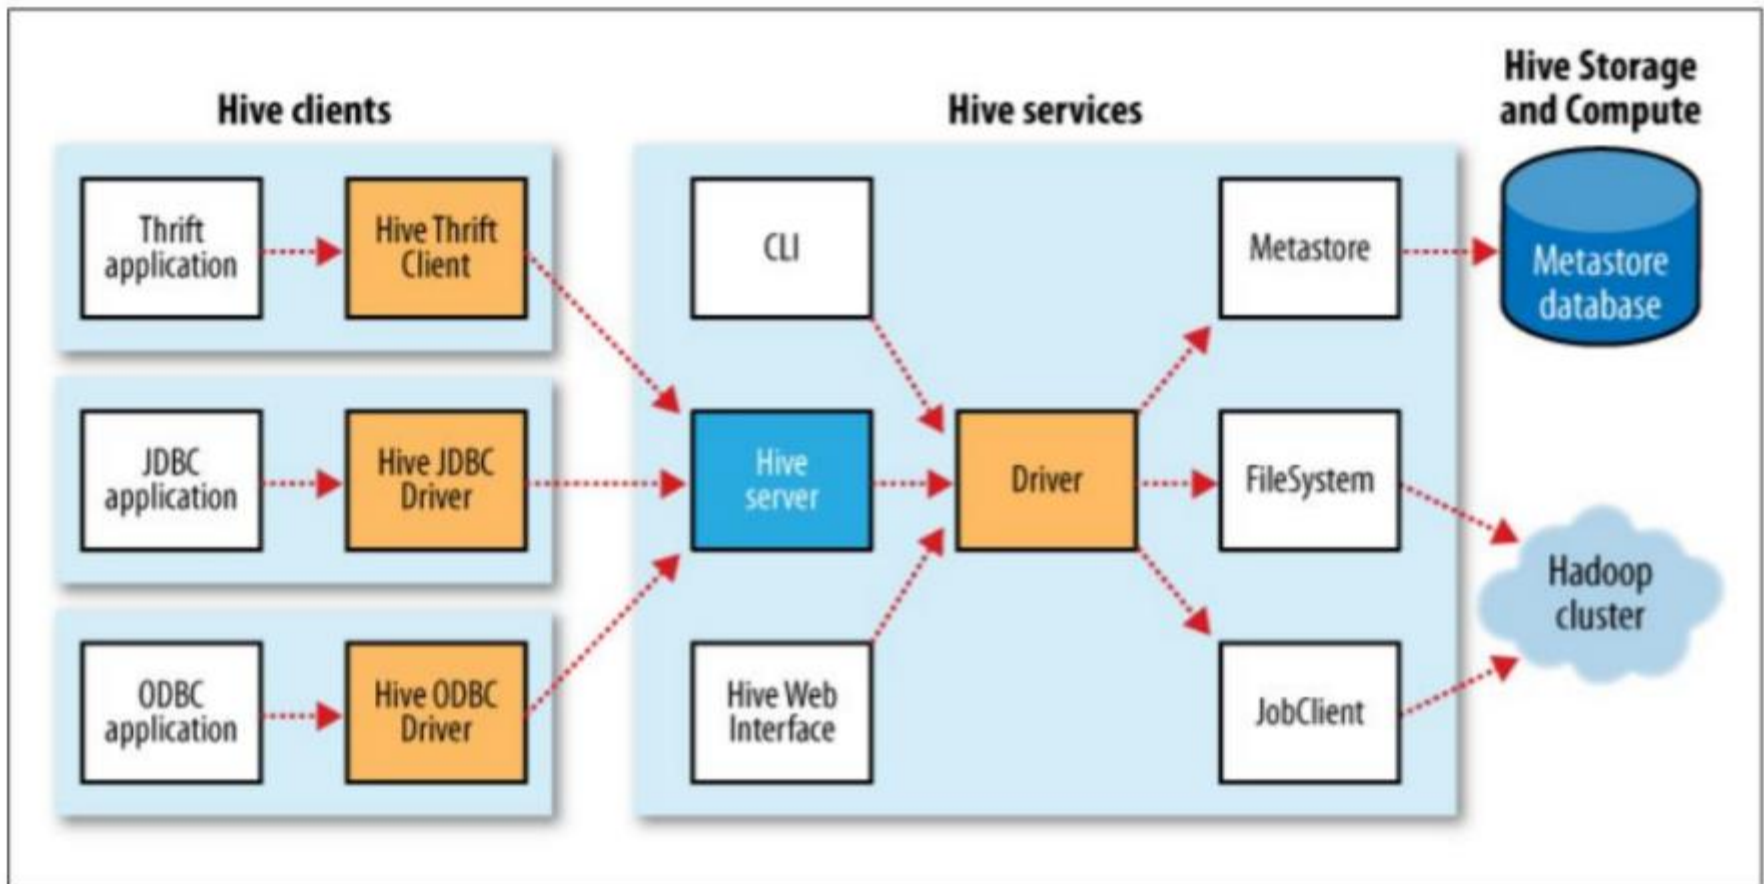 Hive clients
Hive services
Hive Storage
and Compute
Thrift
application
Hive Thrift
Client
CLI
Metastore
Metastore
database
JDBC
application
Hive JDBC
Driver
Hive
server
Driver
FileSystem
Hadoop
cluster
ODBC
application
Hive ODBC
Driver
Hive Web
Interface
JobClient